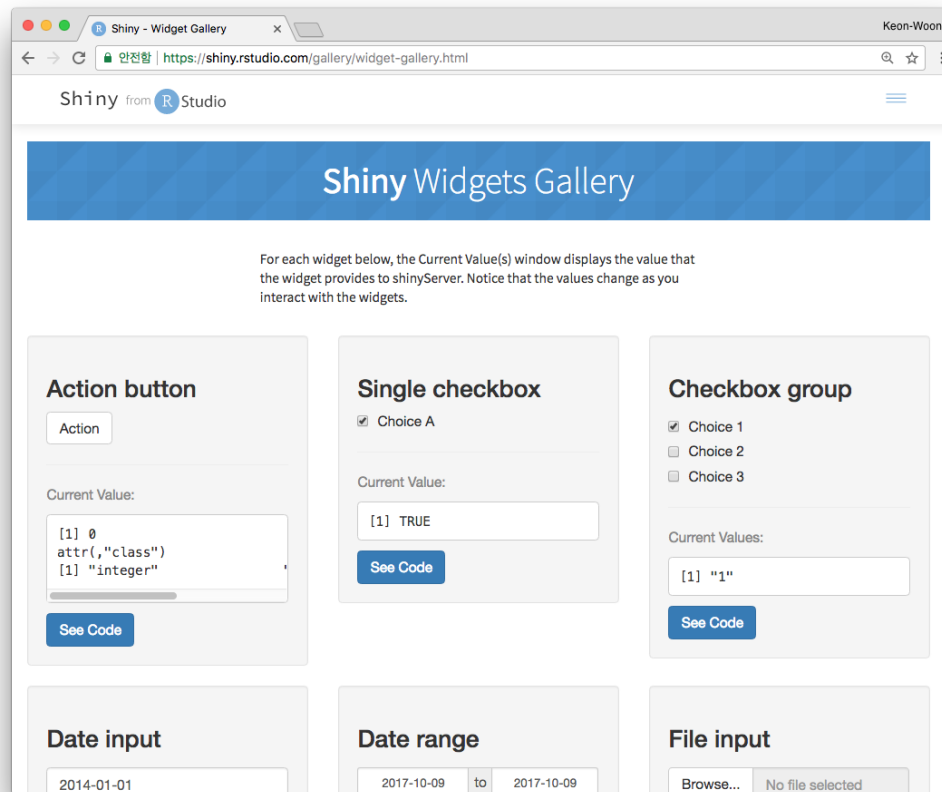 Shiny - Widget Gallery
Keon-Woon
안전함 https://shiny.rstudio.com/gallery/widget-gallery.html
Shiny from R Studio
Shiny Widgets Gallery
For each widget below, the Current Value(s) window displays the value that
the widget provides to shinyServer. Notice that the values change as you
interact with the widgets.
Action button
Action
Current Value:
[1] 0
attr(,"class")
[1] "integer" "
See Code
Single checkbox
Choice A
Current Value:
[1] TRUE
See Code
Checkbox group
Choice 1
Choice 2
Choice 3
Current Values:
[1] "1"
See Code
Date input
2014-01-01
Date range
2017-10-09 to 2017-10-09
File input
Browse... No file selected